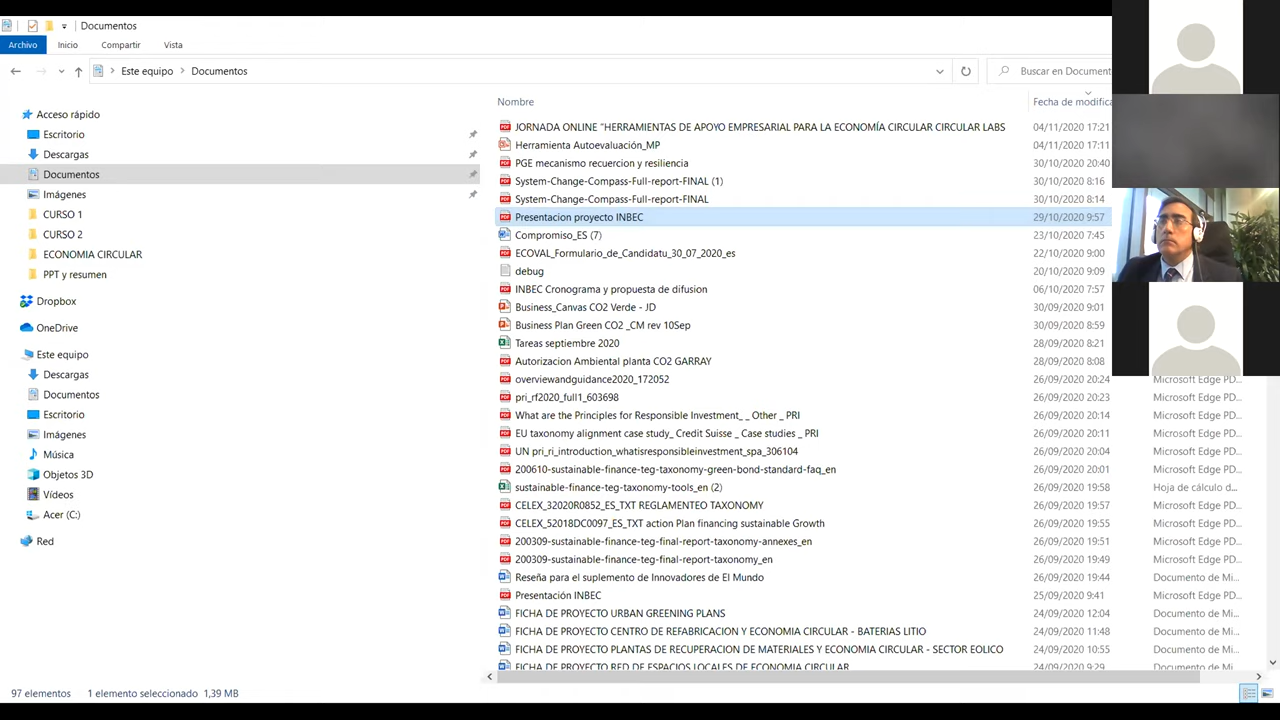 Documentos
Archivo Inicio Compartir Vista
Este equipo Documentos Buscar en Document
Nombre Fecha de modifica
Acceso rápido
Escritorio
Descargas
Documentos
Imágenes
CURSO 1
CURSO 2
ECONOMIA CIRCULAR
PPT y resumen
Dropbox
OneDrive
Este equipo
Descargas
Documentos
Escritorio
Imágenes
Música
Objetos 3D
Vídeos
Acer (C:)
Red
JORNADA ONLINE "HERRAMIENTAS DE APOYO EMPRESARIAL PARA LA ECONOMÍA CIRCULAR CIRCULAR LABS 04/11/2020 17:21
Herramienta Autoevaluación_MP 04/11/2020 17:11
PGE mecanismo recuercion y resiliencia 30/10/2020 20:40
System-Change-Compass-Full-report-FINAL (1) 30/10/2020 8:16
System-Change-Compass-Full-report-FINAL 30/10/2020 8:14
Presentacion proyecto INBEC 29/10/2020 9:57
Compromiso_ES (7) 23/10/2020 7:45
ECOVAL_Formulario_de_Candidatu_30_07_2020_es 22/10/2020 9:00
debug 20/10/2020 9:09
INBEC Cronograma y propuesta de difusion 06/10/2020 7:57
Business_Canvas CO2 Verde - JD 30/09/2020 9:01
Business Plan Green CO2 _CM rev 10Sep 30/09/2020 8:59
Tareas septiembre 2020 28/09/2020 8:21
Autorizacion Ambiental planta CO2 GARRAY 28/09/2020 8:08
overviewandguidance2020_172052 26/09/2020 20:24 Microsoft Edge PD...
pri_rf2020_full1_603698 26/09/2020 20:23 Microsoft Edge PD...
What are the Principles for Responsible Investment_ _ Other _ PRI 26/09/2020 20:14 Microsoft Edge PD...
EU taxonomy alignment case study_ Credit Suisse _ Case studies _ PRI 26/09/2020 20:11 Microsoft Edge PD...
UN pri_ri_introduction_whatisresponsibleinvestment_spa_306104 26/09/2020 20:04 Microsoft Edge PD...
200610-sustainable-finance-teg-taxonomy-green-bond-standard-faq_en 26/09/2020 20:01 Microsoft Edge PD...
sustainable-finance-teg-taxonomy-tools_en (2) 26/09/2020 19:58 Hoja de cálculo d...
CELEX_32020R0852_ES_TXT REGLAMENTEO TAXONOMY 26/09/2020 19:57 Microsoft Edge PD...
CELEX_52018DC0097_ES_TXT action Plan financing sustainable Growth 26/09/2020 19:55 Microsoft Edge PD...
200309-sustainable-finance-teg-final-report-taxonomy-annexes_en 26/09/2020 19:51 Microsoft Edge PD...
200309-sustainable-finance-teg-final-report-taxonomy_en 26/09/2020 19:49 Microsoft Edge PD...
Reseña para el suplemento de Innovadores de El Mundo 26/09/2020 19:44 Documento de Mi...
Presentación INBEC 25/09/2020 9:41 Microsoft Edge PD...
FICHA DE PROYECTO URBAN GREENING PLANS 24/09/2020 12:04 Documento de Mi...
FICHA DE PROYECTO CENTRO DE REFABRICACION Y ECONOMIA CIRCULAR - BATERIAS LITIO 24/09/2020 11:48 Documento de Mi...
FICHA DE PROYECTO PLANTAS DE RECUPERACION DE MATERIALES Y ECONOMIA CIRCULAR - SECTOR EOLICO 24/09/2020 10:55 Documento de Mi...
FICHA DE PROYECTO RED DE ESPACIOS LOCALES DE ECONOMIA CIRCULAR 24/09/2020 9:29 Documento de Mi...
97 elementos 1 elemento seleccionado 1,39 MB